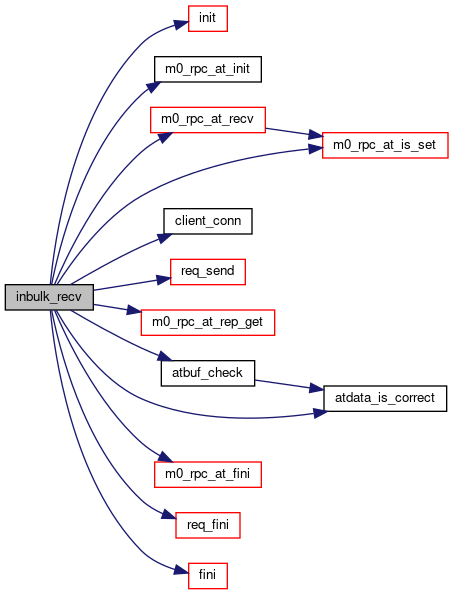 init
m0_rpc_at_init
m0_rpc_at_recv
m0_rpc_at_is_set
client_conn
req_send
inbulk_recv
m0_rpc_at_rep_get
atbuf_check
atdata_is_correct
m0_rpc_at_fini
req_fini
fini